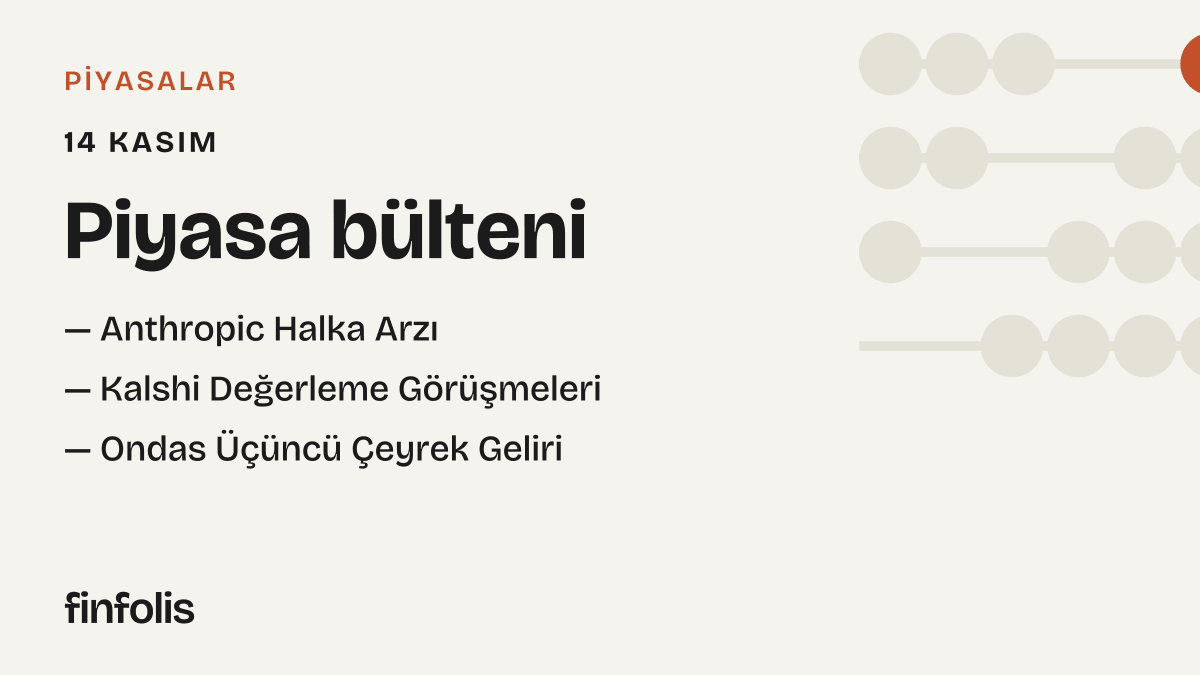 PİYASALAR
14 KASIM
Piyasa bülteni
— Anthropic Halka Arzı
— Kalshi Değerleme Görüşmeleri
— Ondas Üçüncü Çeyrek Geliri
finfolis